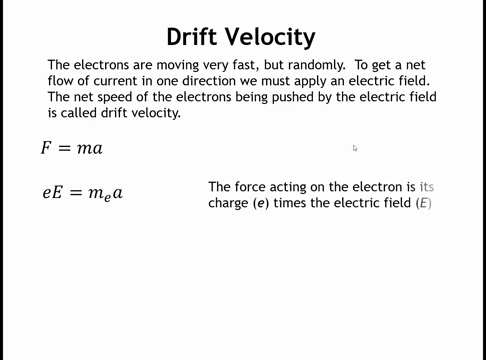 Drift Velocity
The electrons are moving very fast, but randomly. To get a net
flow of current in one direction we must apply an electric field.
The net speed of the electrons being pushed by the electric field
is called drift velocity.
F = ma
eE = mₑa
The force acting on the electron is its
charge (e) times the electric field (E)